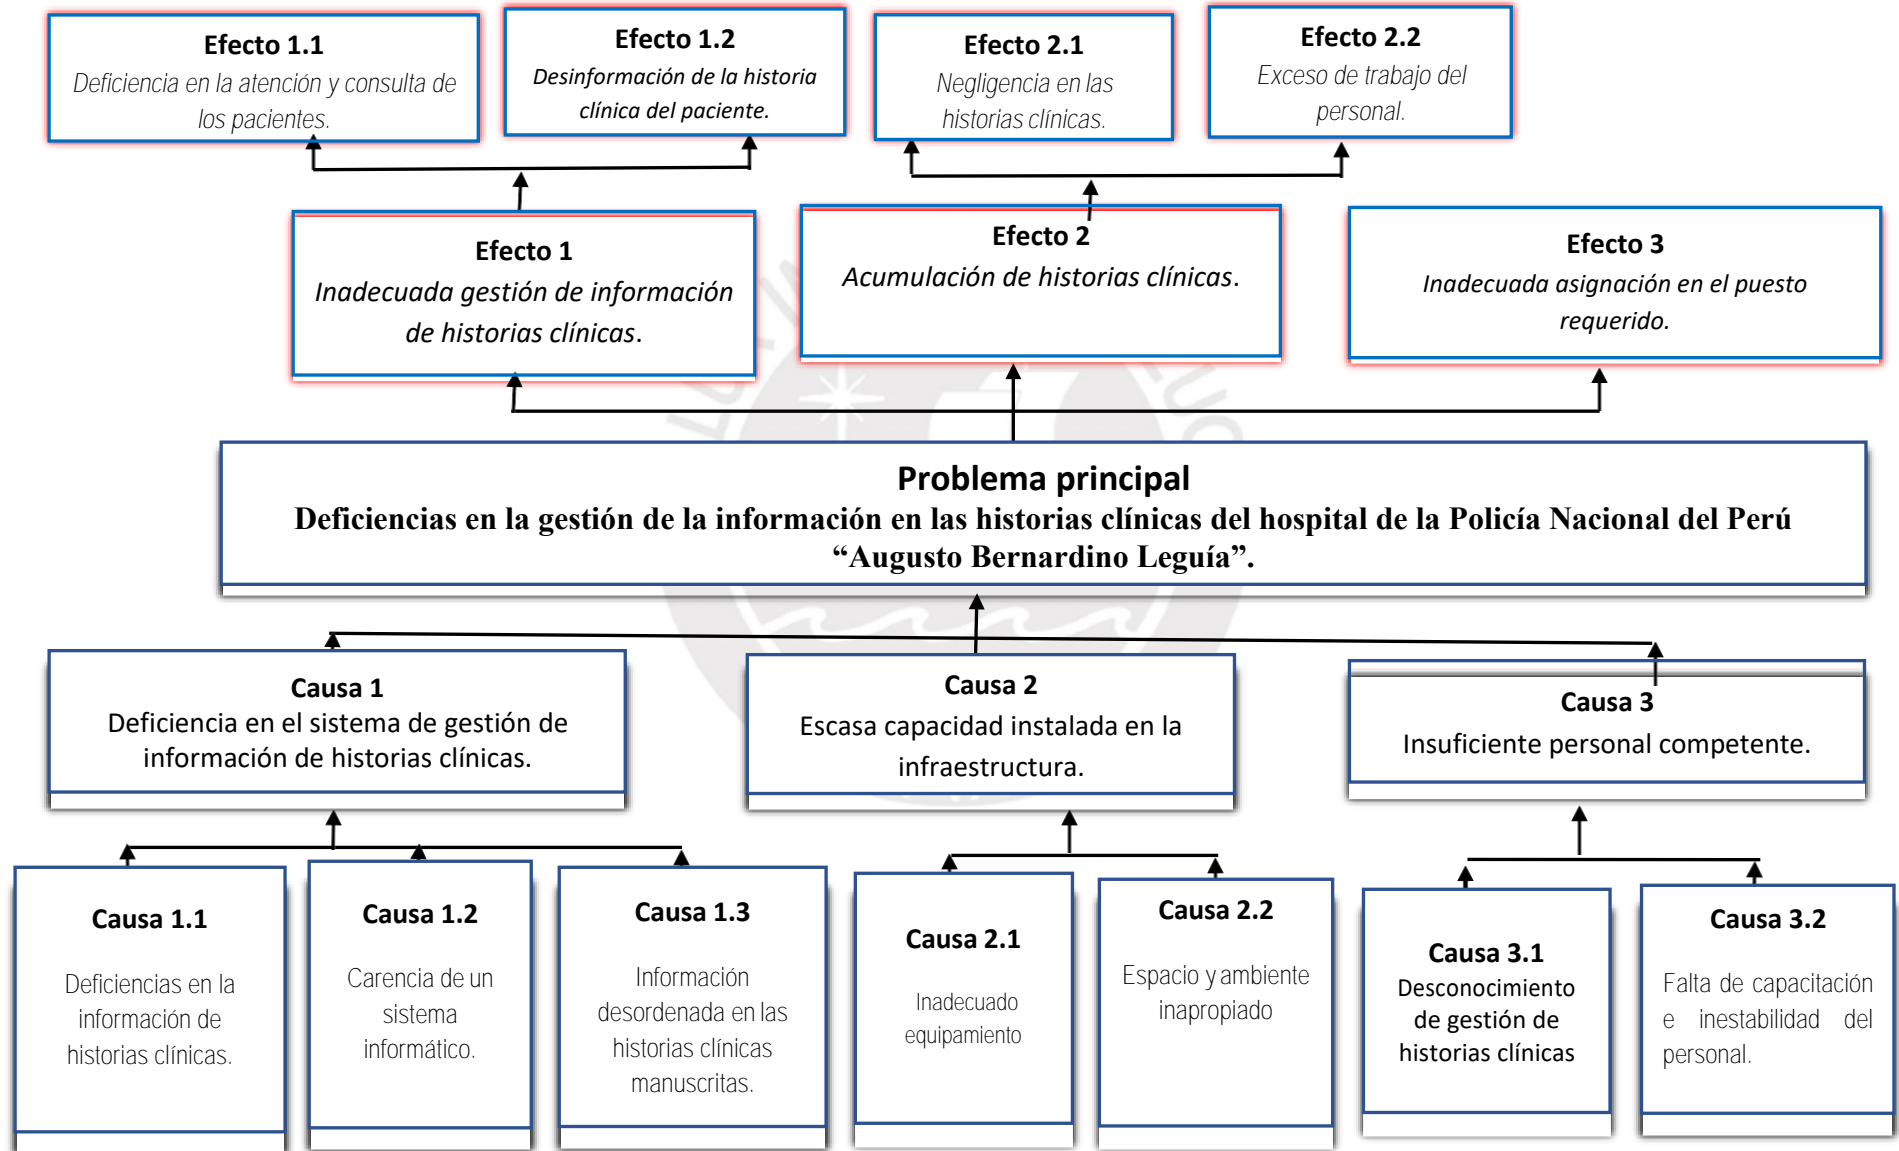 Efecto 1.1
Deficiencia en la atención y consulta de
los pacientes.
Efecto 1.2
Desinformación de la historia
clínica del paciente.
Efecto 2.1
Negligencia en las
historias clínicas.
Efecto 2.2
Exceso de trabajo del
personal.
Efecto 1
Inadecuada gestión de información
de historias clínicas.
Efecto 2
Acumulación de historias clínicas.
Efecto 3
Inadecuada asignación en el puesto
requerido.
Problema principal
Deficiencias en la gestión de la información en las historias clínicas del hospital de la Policía Nacional del Perú
“Augusto Bernardino Leguía”.
Causa 1
Deficiencia en el sistema de gestión de
información de historias clínicas.
Causa 2
Escasa capacidad instalada en la
infraestructura.
Causa 3
Insuficiente personal competente.
Causa 1.1
Deficiencias en la
información de
historias clínicas.
Causa 1.2
Carencia de un
sistema
informático.
Causa 1.3
Información
desordenada en las
historias clínicas
manuscritas.
Causa 2.1
Inadecuado
equipamiento
Causa 2.2
Espacio y ambiente
inapropiado
Causa 3.1
Desconocimiento
de gestión de
historias clínicas
Causa 3.2
Falta de capacitación
e inestabilidad del
personal.